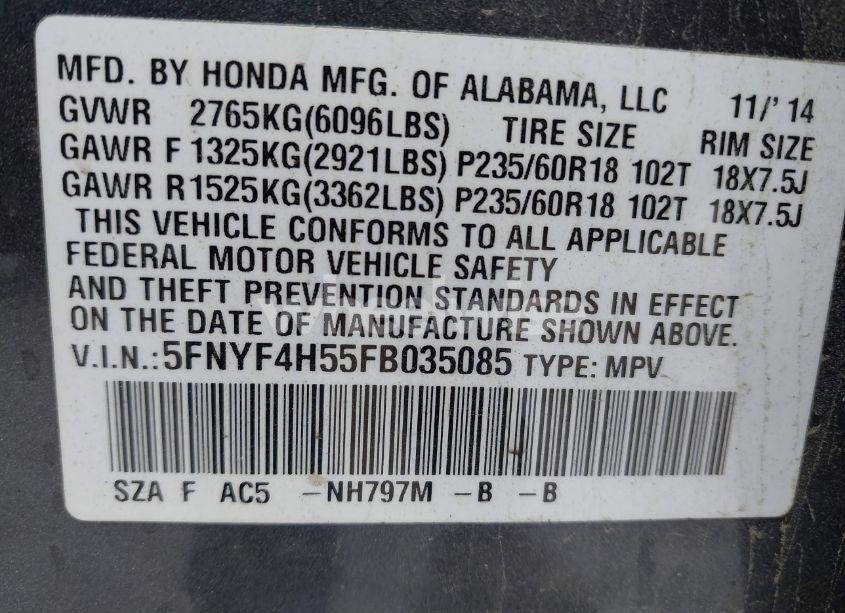 MFD. BY HONDA MFG. OF ALABAMA, LLC 11/'14
GVWR 2765KG(6096LBS) TIRE SIZE RIM SIZE
GAWR F 1325KG(2921LBS) P235/60R18 102T 18X7.5J
GAWR R1525KG(3362LBS) P235/60R18 102T 18X7.5J
THIS VEHICLE CONFORMS TO ALL APPLICABLE
FEDERAL MOTOR VEHICLE SAFETY
AND THEFT PREVENTION STANDARDS IN EFFECT
ON THE DATE OF MANUFACTURE SHOWN ABOVE.
V.I.N.:5FNYF4H55FB035085 TYPE: MPV
SZA F AC5 -NH797M -B -B